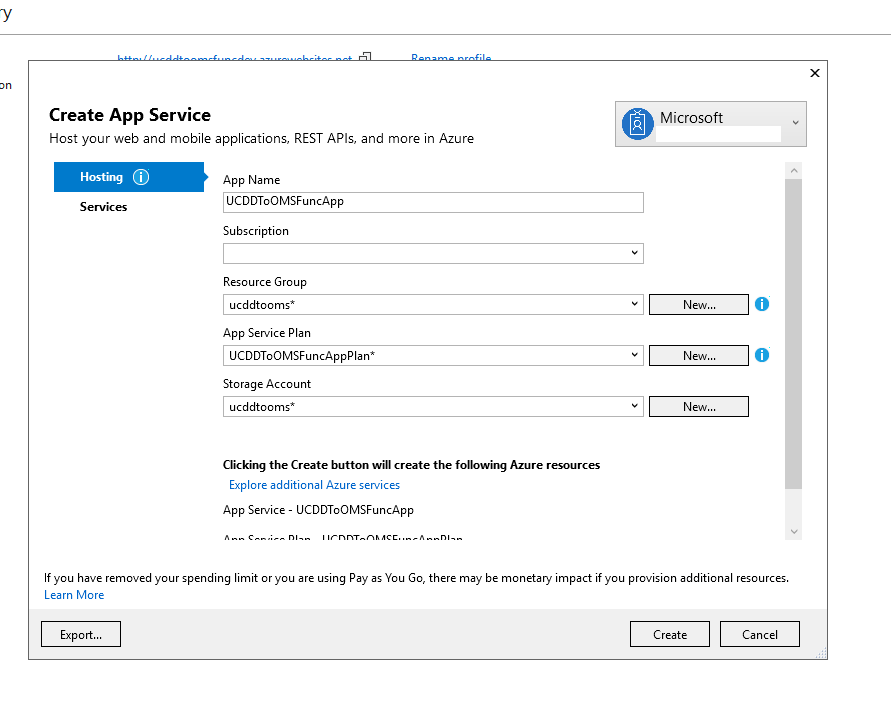 ry
http://ucddtoomsfuncdev.azurewebsites.net Rename profile
on
Create App Service
Host your web and mobile applications, REST APIs, and more in Azure
Microsoft
Hosting
Services
App Name
UCDDToOMSFuncApp
Subscription
Resource Group
ucddtooms* New...
App Service Plan
UCDDToOMSFuncAppPlan* New...
Storage Account
ucddtooms* New...
Clicking the Create button will create the following Azure resources
Explore additional Azure services
App Service - UCDDToOMSFuncApp
App Service Plan - UCDDToOMSFuncAppPlan
If you have removed your spending limit or you are using Pay as You Go, there may be monetary impact if you provision additional resources.
Learn More
Export... Create Cancel